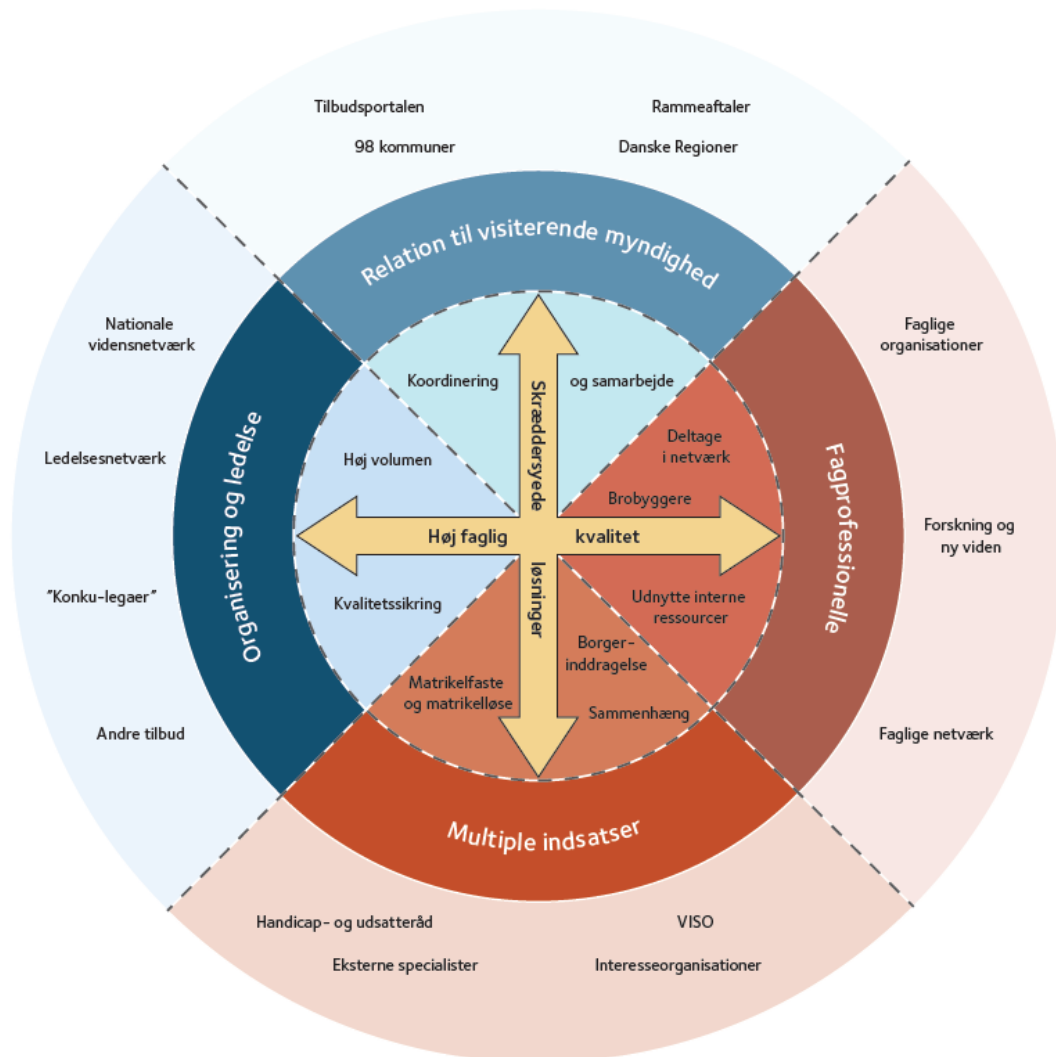 Tilbudsportalen
98 kommuner
Rammeaftaler
Danske Regioner
Relation til visiterende myndighed
Koordinering
og samarbejde
Nationale
vidensnetværk
Ledelsesnetværk
"Konku-legaer"
Andre tilbud
Organisering og ledelse
Høj volumen
Kvalitetssikring
Skræddersyede
løsninger
Høj faglig
kvalitet
Deltage
i netværk
Brobyggere
Udnytte interne
ressourcer
Fagprofessionelle
Faglige
organisationer
Forskning og
ny viden
Faglige netværk
Matrikelfaste
og matrikelløse
Borger-
inddragelse
Sammenhæng
Multiple indsatser
Handicap- og udsatteråd
Eksterne specialister
VISO
Interesseorganisationer